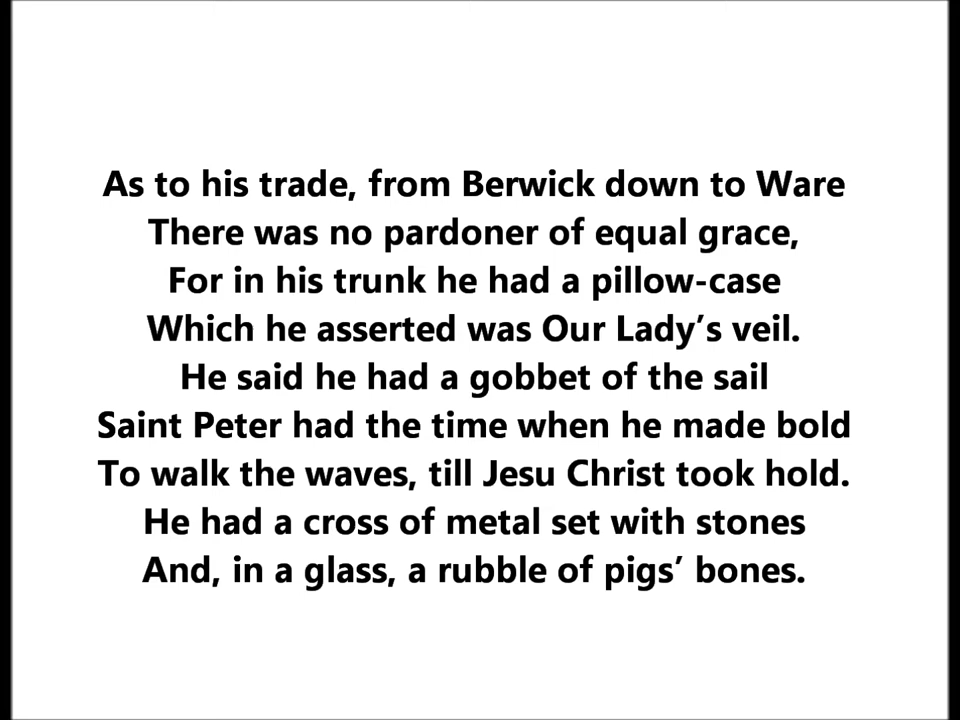 As to his trade, from Berwick down to Ware
There was no pardoner of equal grace,
For in his trunk he had a pillow-case
Which he asserted was Our Lady’s veil.
He said he had a gobbet of the sail
Saint Peter had the time when he made bold
To walk the waves, till Jesu Christ took hold.
He had a cross of metal set with stones
And, in a glass, a rubble of pigs’ bones.